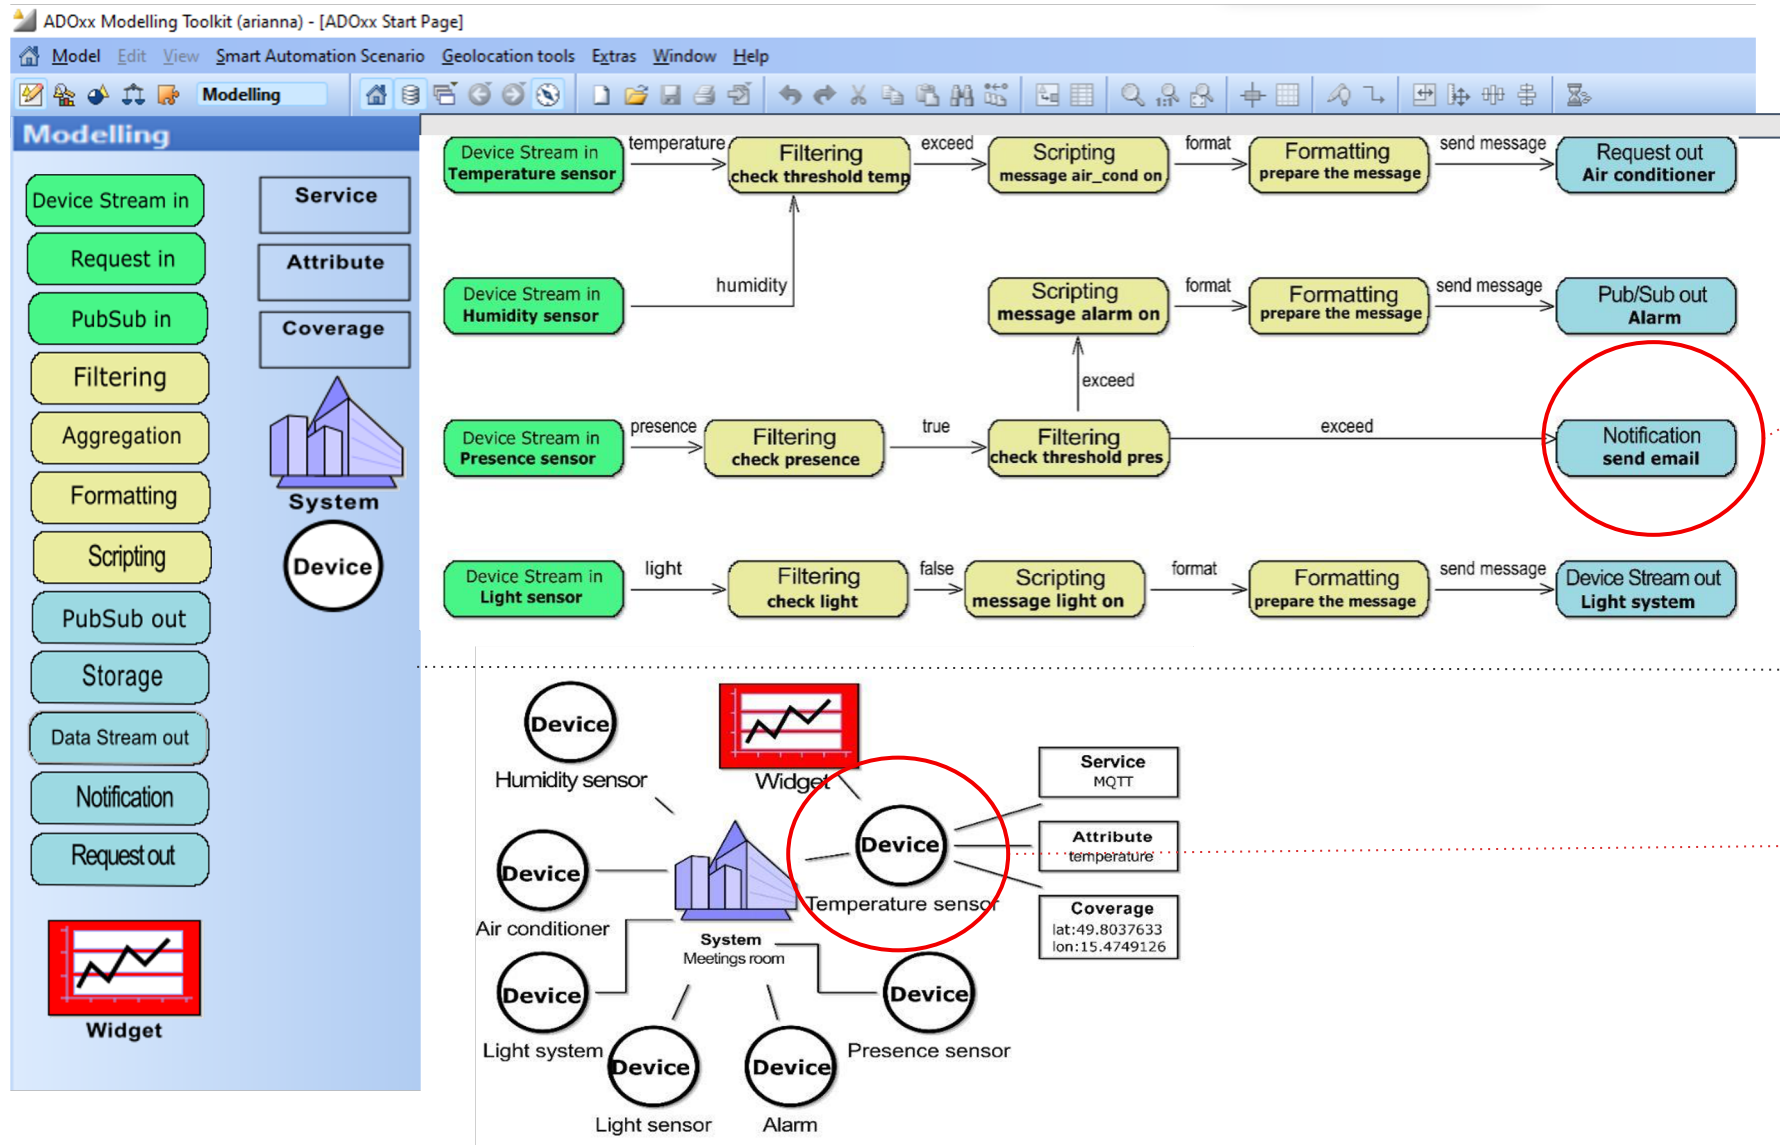 ADOxx Modelling Toolkit (arianna) - [ADOxx Start Page]
Model Edit View Smart Automation Scenario Geolocation tools Extras Window Help
Modelling
Modelling
Device Stream in
Request in
PubSub in
Filtering
Aggregation
Formatting
Scripting
PubSub out
Storage
Data Stream out
Notification
Request out
Widget
Service
Attribute
Coverage
System
Device
Device Stream in
Temperature sensor
temperature
Filtering
check threshold temp
exceed
Scripting
message air_cond on
format
Formatting
prepare the message
send message
Request out
Air conditioner
Device Stream in
Humidity sensor
humidity
Scripting
message alarm on
format
Formatting
prepare the message
send message
Pub/Sub out
Alarm
exceed
Device Stream in
Presence sensor
presence
Filtering
check presence
true
Filtering
check threshold pres
exceed
Notification
send email
Device Stream in
Light sensor
light
Filtering
check light
false
Scripting
message light on
format
Formatting
prepare the message
send message
Device Stream out
Light system
Device
Humidity sensor
Widget
Device
Temperature sensor
Service
MQTT
Attribute
temperature
Coverage
lat:49.8037633
lon:15.4749126
Device
Air conditioner
System
Meetings room
Device
Light system
Device
Presence sensor
Device
Light sensor
Device
Alarm